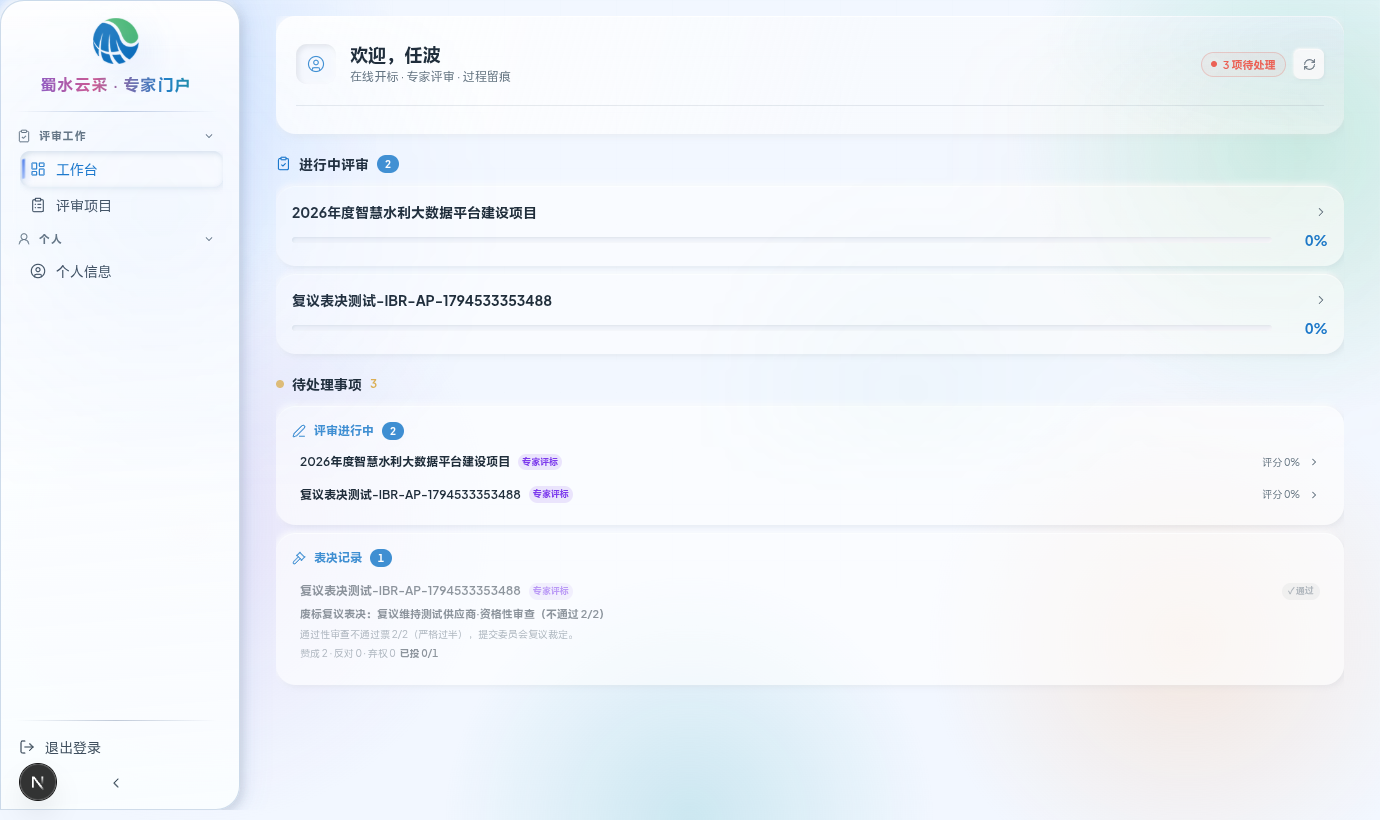 蜀水云采 · 专家门户
评审工作
工作台
评审项目
个人
个人信息
退出登录
N
欢迎，任波
在线开标 · 专家评审 · 过程留痕
3 项待处理
进行中评审 2
2026年度智慧水利大数据平台建设项目
0%
复议表决测试-IBR-AP-1794533353488
0%
待处理事项 3
评审进行中 2
2026年度智慧水利大数据平台建设项目 专家评标 评分 0%
复议表决测试-IBR-AP-1794533353488 专家评标 评分 0%
表决记录 1
复议表决测试-IBR-AP-1794533353488 专家评标 ✓通过
废标复议表决：复议维持测试供应商·资格性审查（不通过 2/2）
通过性审查不通过票 2/2（严格过半），提交委员会复议裁定。
赞成 2 · 反对 0 · 弃权 0 已投 0/1